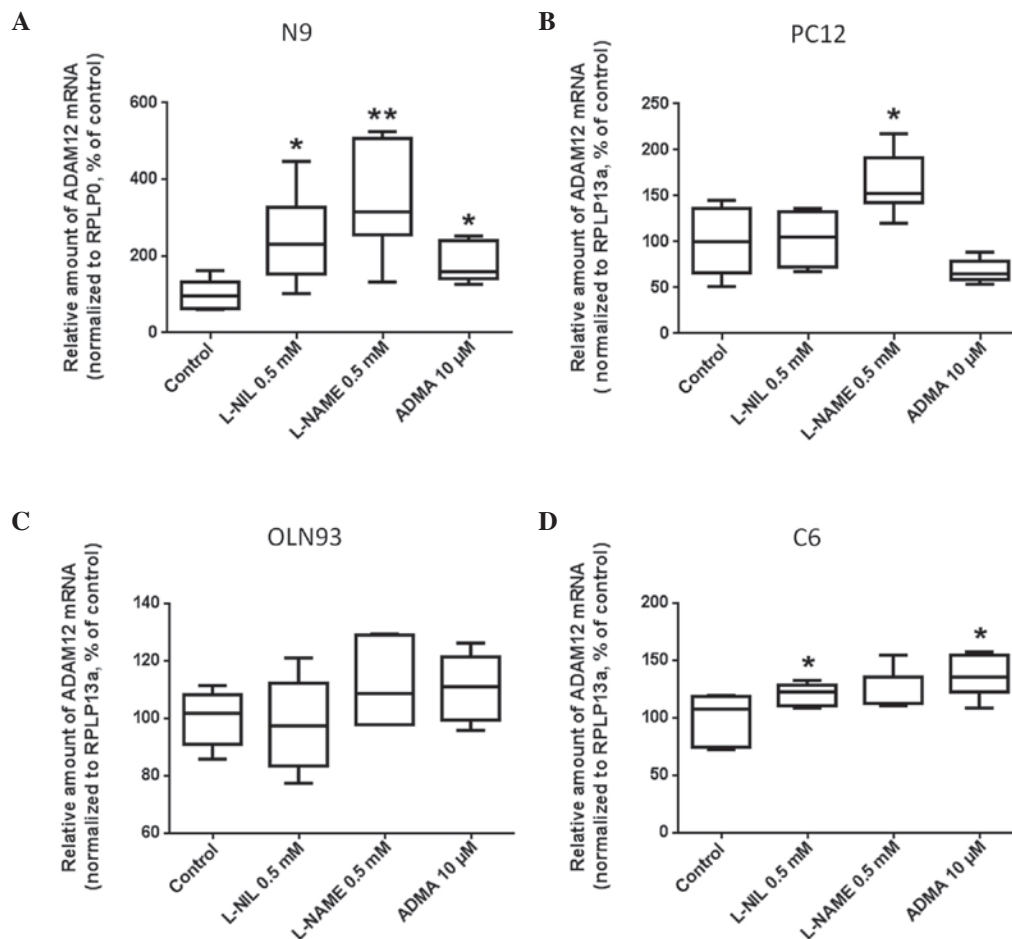 A
N9
Relative amount of ADAM12 mRNA
(normalized to RPLP0, % of control)
600
400
200
0
*
**
*
Control
L-NIL 0.5 mM
L-NAME 0.5 mM
ADMA 10 µM
B
PC12
Relative amount of ADAM12 mRNA
( normalized to RPLP13a, % of control)
250
200
150
100
50
0
*
Control
L-NIL 0.5 mM
L-NAME 0.5 mM
ADMA 10 µM
C
OLN93
Relative amount of ADAM12 mRNA
(normalized to RPLP13a, % of control)
140
120
100
80
60
Control
L-NIL 0.5 mM
L-NAME 0.5 mM
ADMA 10 µM
D
C6
Relative amount of ADAM12 mRNA
(normalized to RPLP13a, % of control)
200
150
100
50
0
*
*
Control
L-NIL 0.5 mM
L-NAME 0.5 mM
ADMA 10 µM